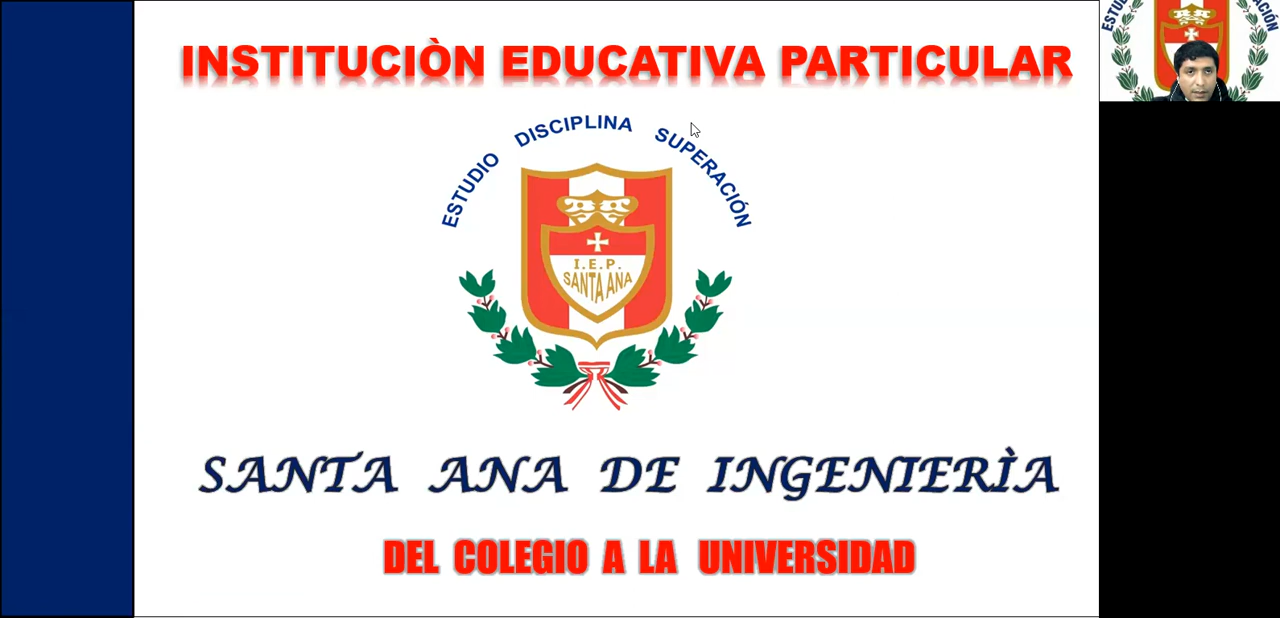 INSTITUCIÒN EDUCATIVA PARTICULAR
ESTUDIO DISCIPLINA SUPERACIÓN
I.E.P.
SANTA ANA
SANTA ANA DE INGENIERÌA
DEL COLEGIO A LA UNIVERSIDAD